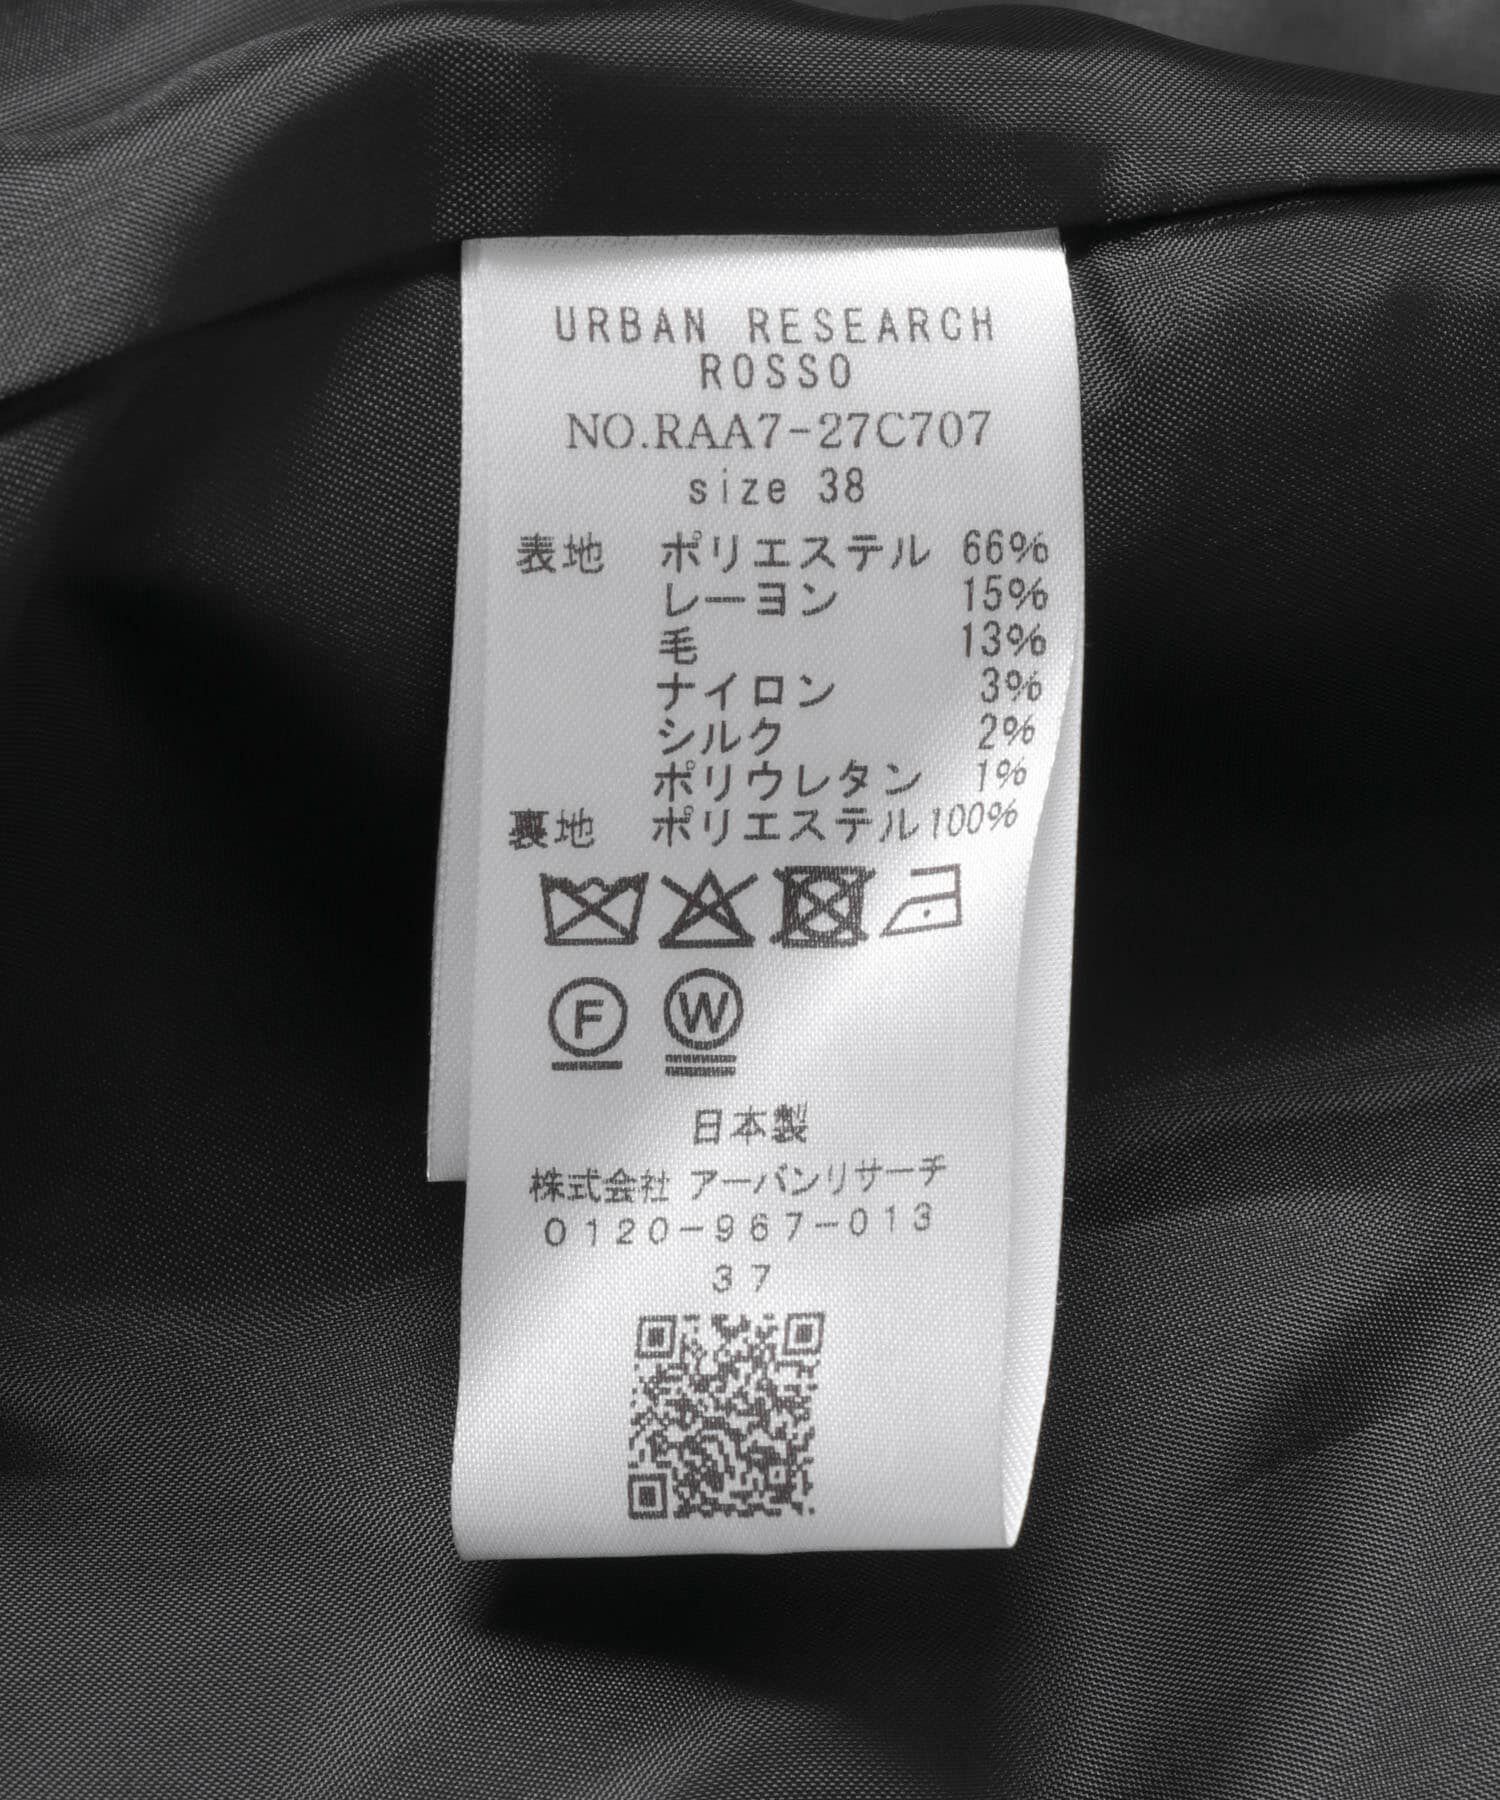 URBAN RESEARCH
ROSSO
NO.RAA7-27C707
size 38
表地 ポリエステル 66%
レーヨン 15%
毛 13%
ナイロン 3%
シルク 2%
ポリウレタン 1%
裏地 ポリエステル100%
F W
日本製
株式会社 アーバンリサーチ
0120-967-013
37